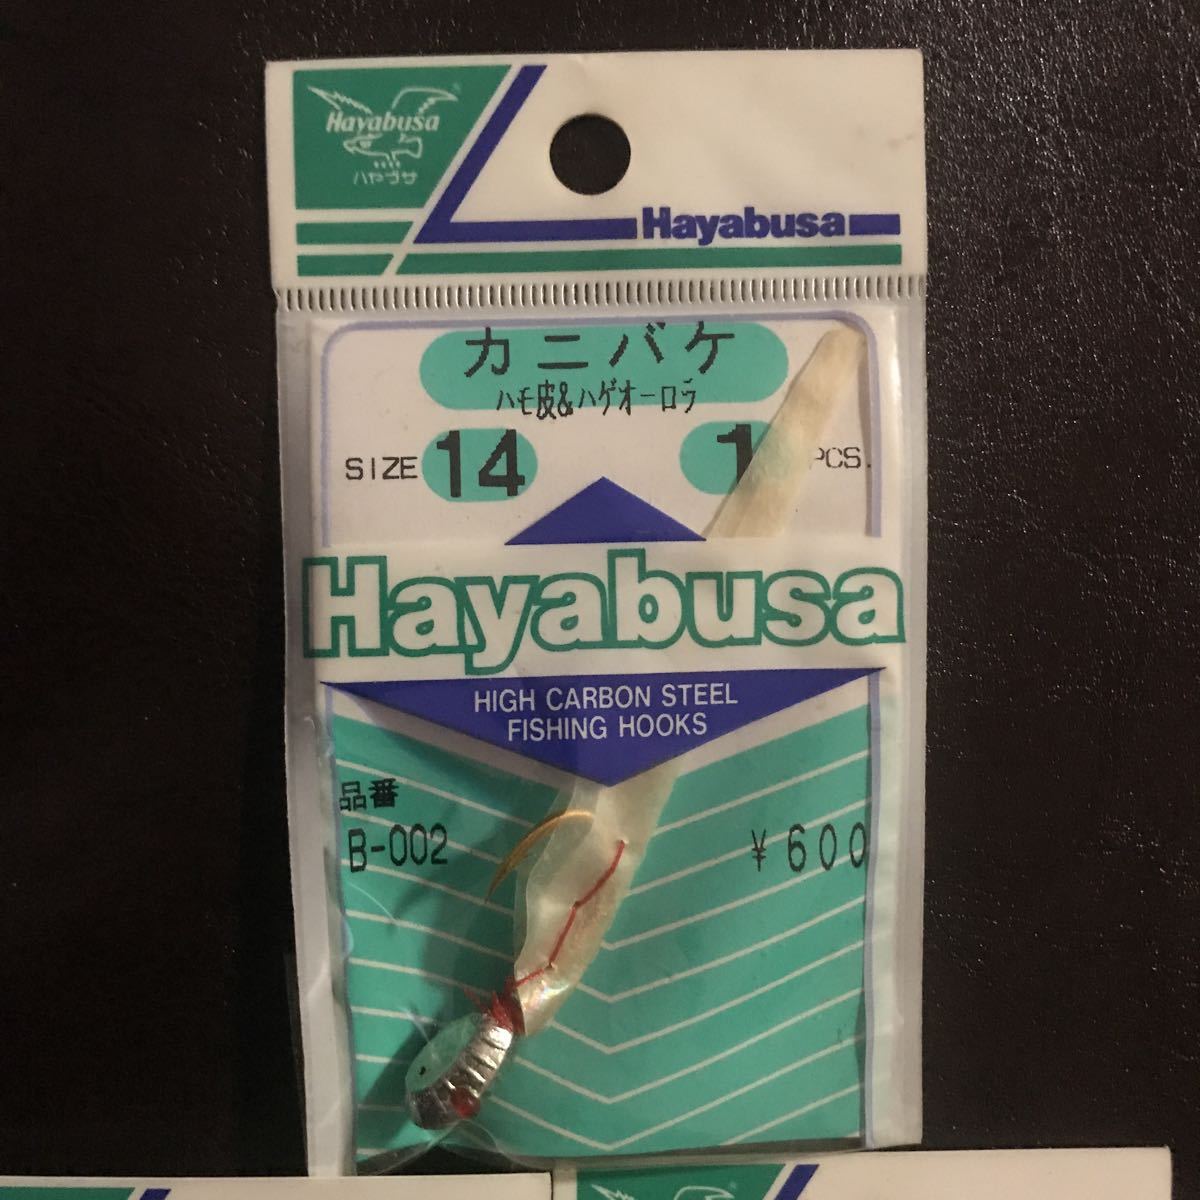 Hayabusa
ハヤブサ
Hayabusa
カニバケ
ハモ皮&ハゲオーロラ
SIZE 14 1 PCS.
Hayabusa
HIGH CARBON STEEL
FISHING HOOKS
品番
B-002 ¥600